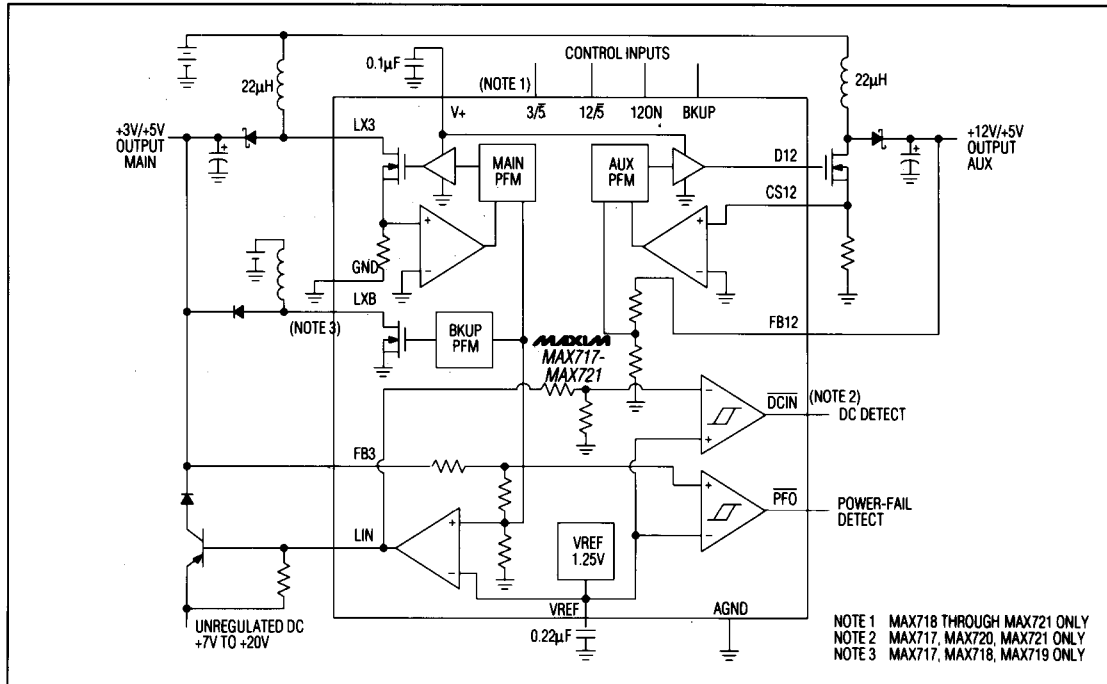 CONTROL INPUTS
0.1µF
22µH
(NOTE 1)
22µH
V+
3/5̅
12/5̅
12ON
BKUP
+3V/+5V
OUTPUT
MAIN
LX3
MAIN
PFM
AUX
PFM
D12
+12V/+5V
OUTPUT
AUX
CS12
GND
LXB
(NOTE 3)
BKUP
PFM
MAXIM
MAX717-
MAX721
FB12
D̅C̅I̅N̅
(NOTE 2)
DC DETECT
FB3
P̅F̅O̅
POWER-FAIL
DETECT
LIN
VREF
1.25V
UNREGULATED DC
+7V TO +20V
VREF
0.22µF
AGND
NOTE 1 MAX718 THROUGH MAX721 ONLY
NOTE 2 MAX717, MAX720, MAX721 ONLY
NOTE 3 MAX717, MAX718, MAX719 ONLY